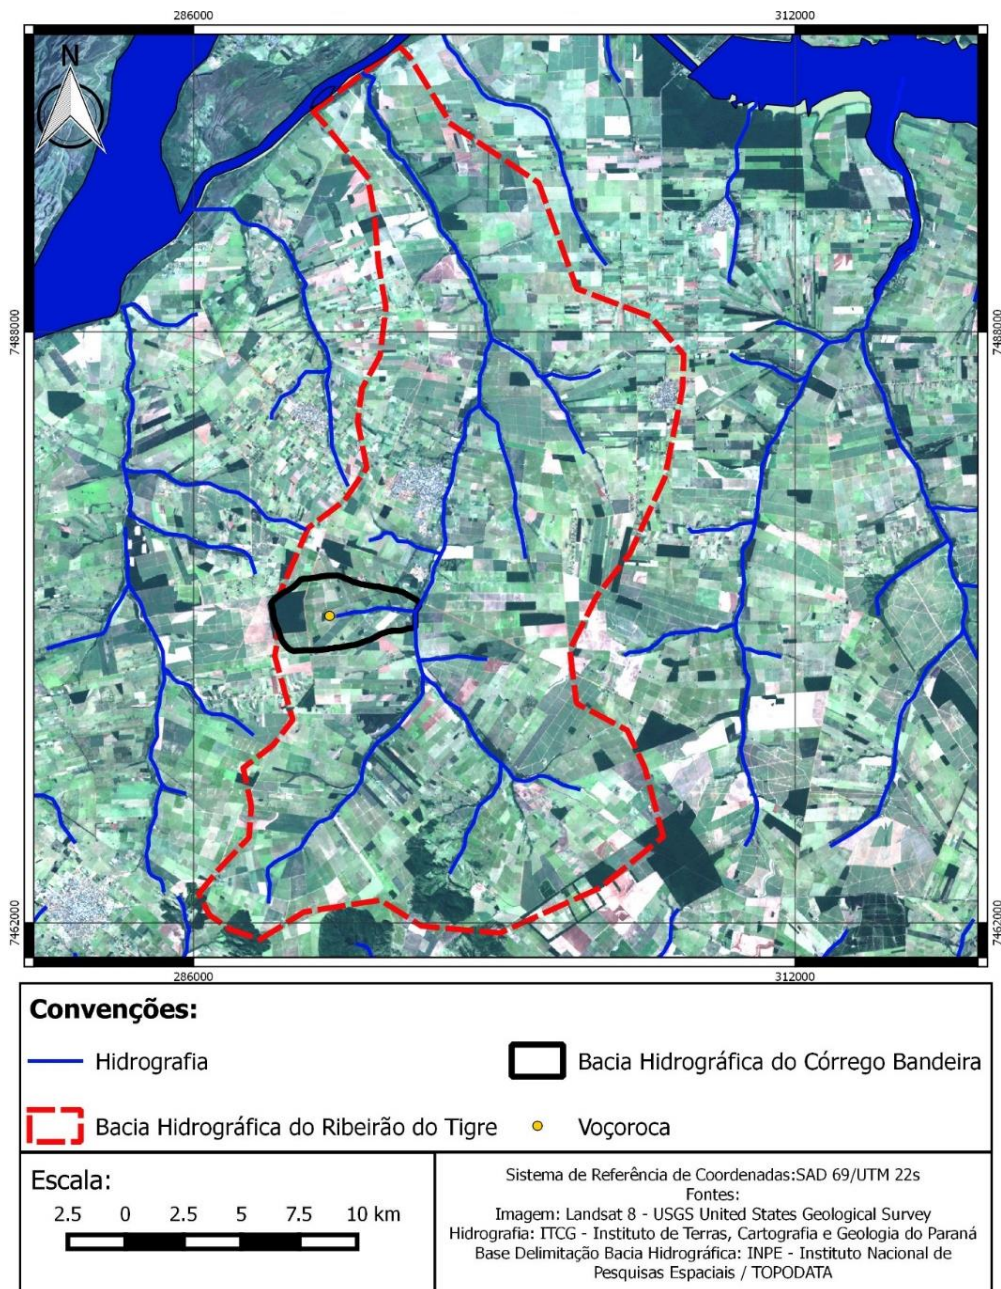 286000
312000
N
7488000
7488000
7462000
7462000
286000
312000
Convenções:
Hidrografia
Bacia Hidrográfica do Córrego Bandeira
Bacia Hidrográfica do Ribeirão do Tigre
Voçoroca
Escala:
2.5 0 2.5 5 7.5 10 km
Sistema de Referência de Coordenadas:SAD 69/UTM 22s
Fontes:
Imagem: Landsat 8 - USGS United States Geological Survey
Hidrografia: ITCG - Instituto de Terras, Cartografia e Geologia do Paraná
Base Delimitação Bacia Hidrográfica: INPE - Instituto Nacional de
Pesquisas Espaciais / TOPODATA